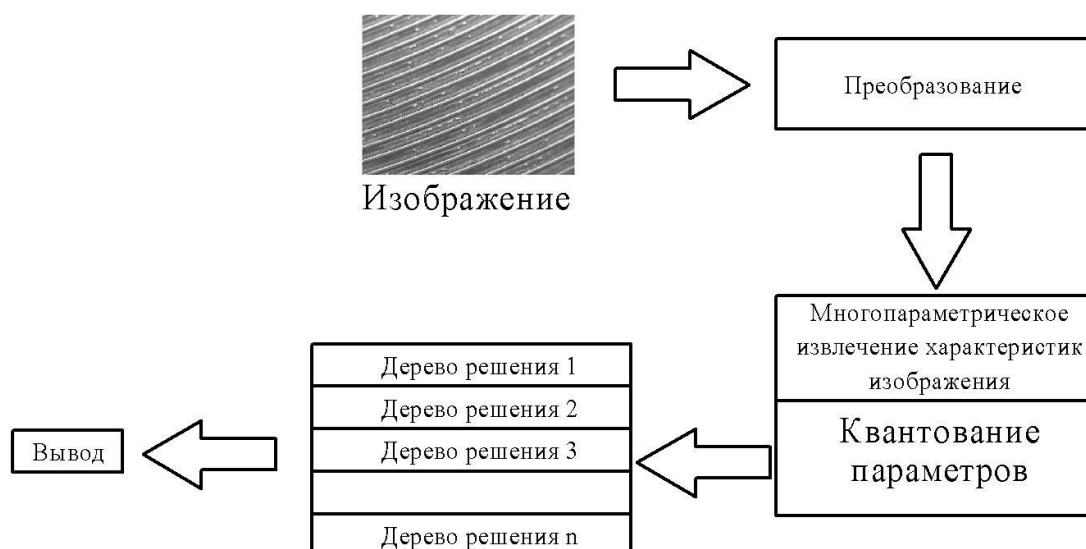 Изображение
Преобразование
Многопараметрическое
извлечение характеристик
изображения
Квантование
параметров
Дерево решения 1
Дерево решения 2
Дерево решения 3
Дерево решения n
Вывод